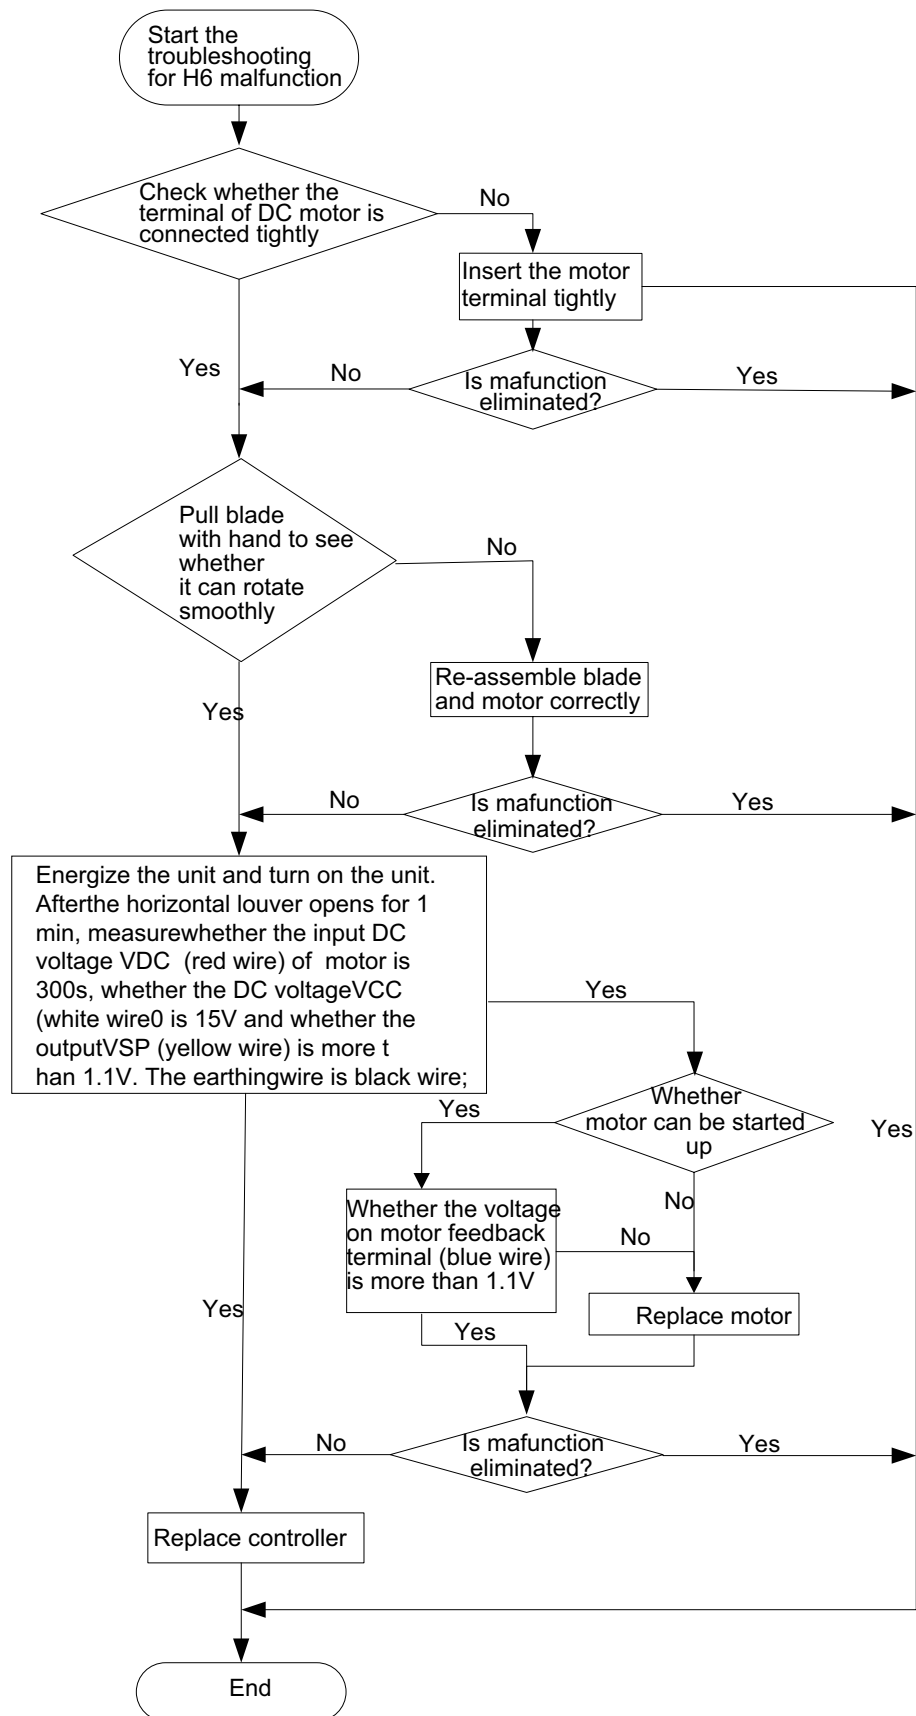 Start the
troubleshooting
for H6 malfunction
Check whether the
terminal of DC motor is
connected tightly
No
Insert the motor
terminal tightly
Yes
No
Is mafunction
eliminated?
Yes
Pull blade
with hand to see
whether
it can rotate
smoothly
No
Re-assemble blade
and motor correctly
Yes
No
Is mafunction
eliminated?
Yes
Energize the unit and turn on the unit.
Afterthe horizontal louver opens for 1
min, measurewhether the input DC
voltage VDC (red wire) of motor is
300s, whether the DC voltageVCC
(white wire0 is 15V and whether the
outputVSP (yellow wire) is more t
han 1.1V. The earthingwire is black wire;
Yes
Whether
motor can be started
up
Yes
Yes
No
Whether the voltage
on motor feedback
terminal (blue wire)
is more than 1.1V
No
Replace motor
Yes
Yes
No
Is mafunction
eliminated?
Yes
Replace controller
End